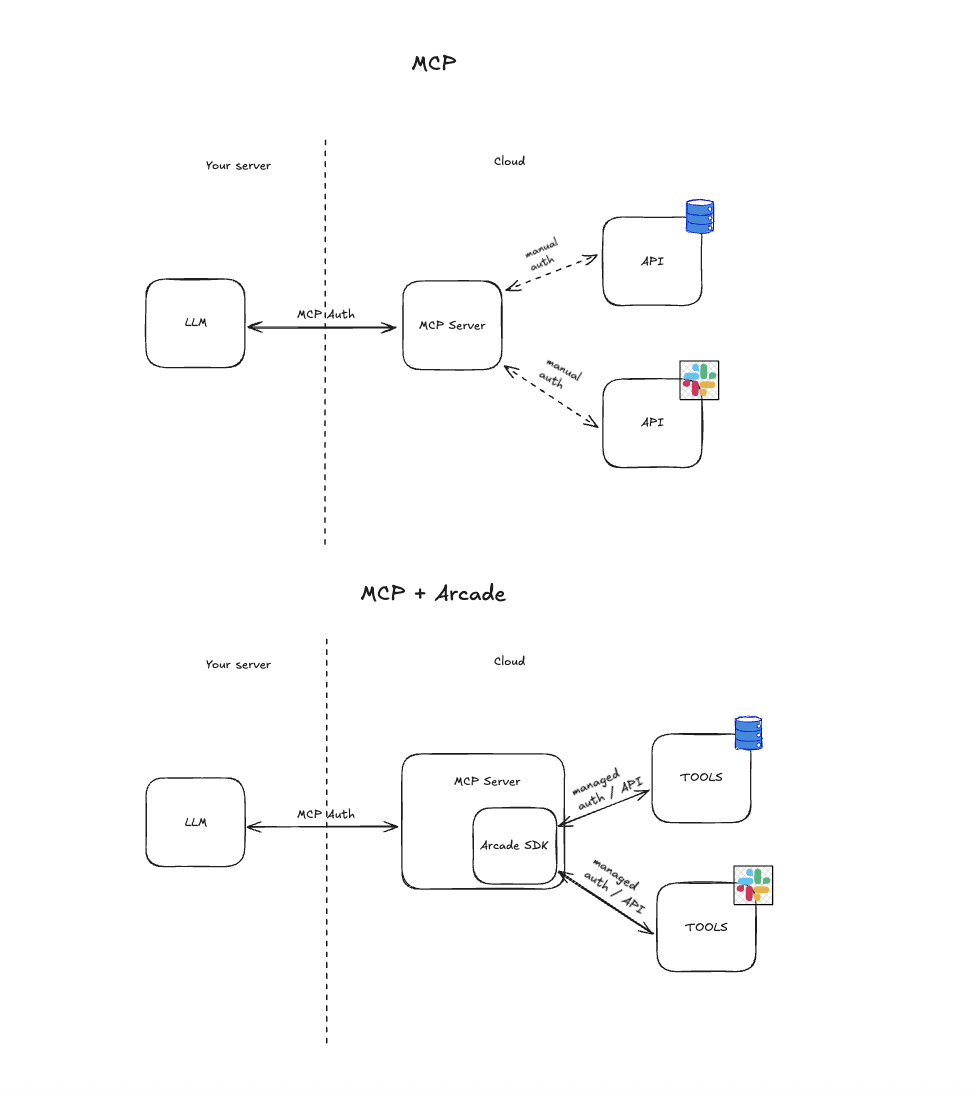 MCP
Your server
Cloud
manual
auth
API
LLM
MCP Auth
MCP Server
manual
auth
API
MCP + Arcade
Your server
Cloud
MCP Server
managed
auth / API
TOOLS
LLM
MCP Auth
Arcade SDK
managed
auth / API
TOOLS